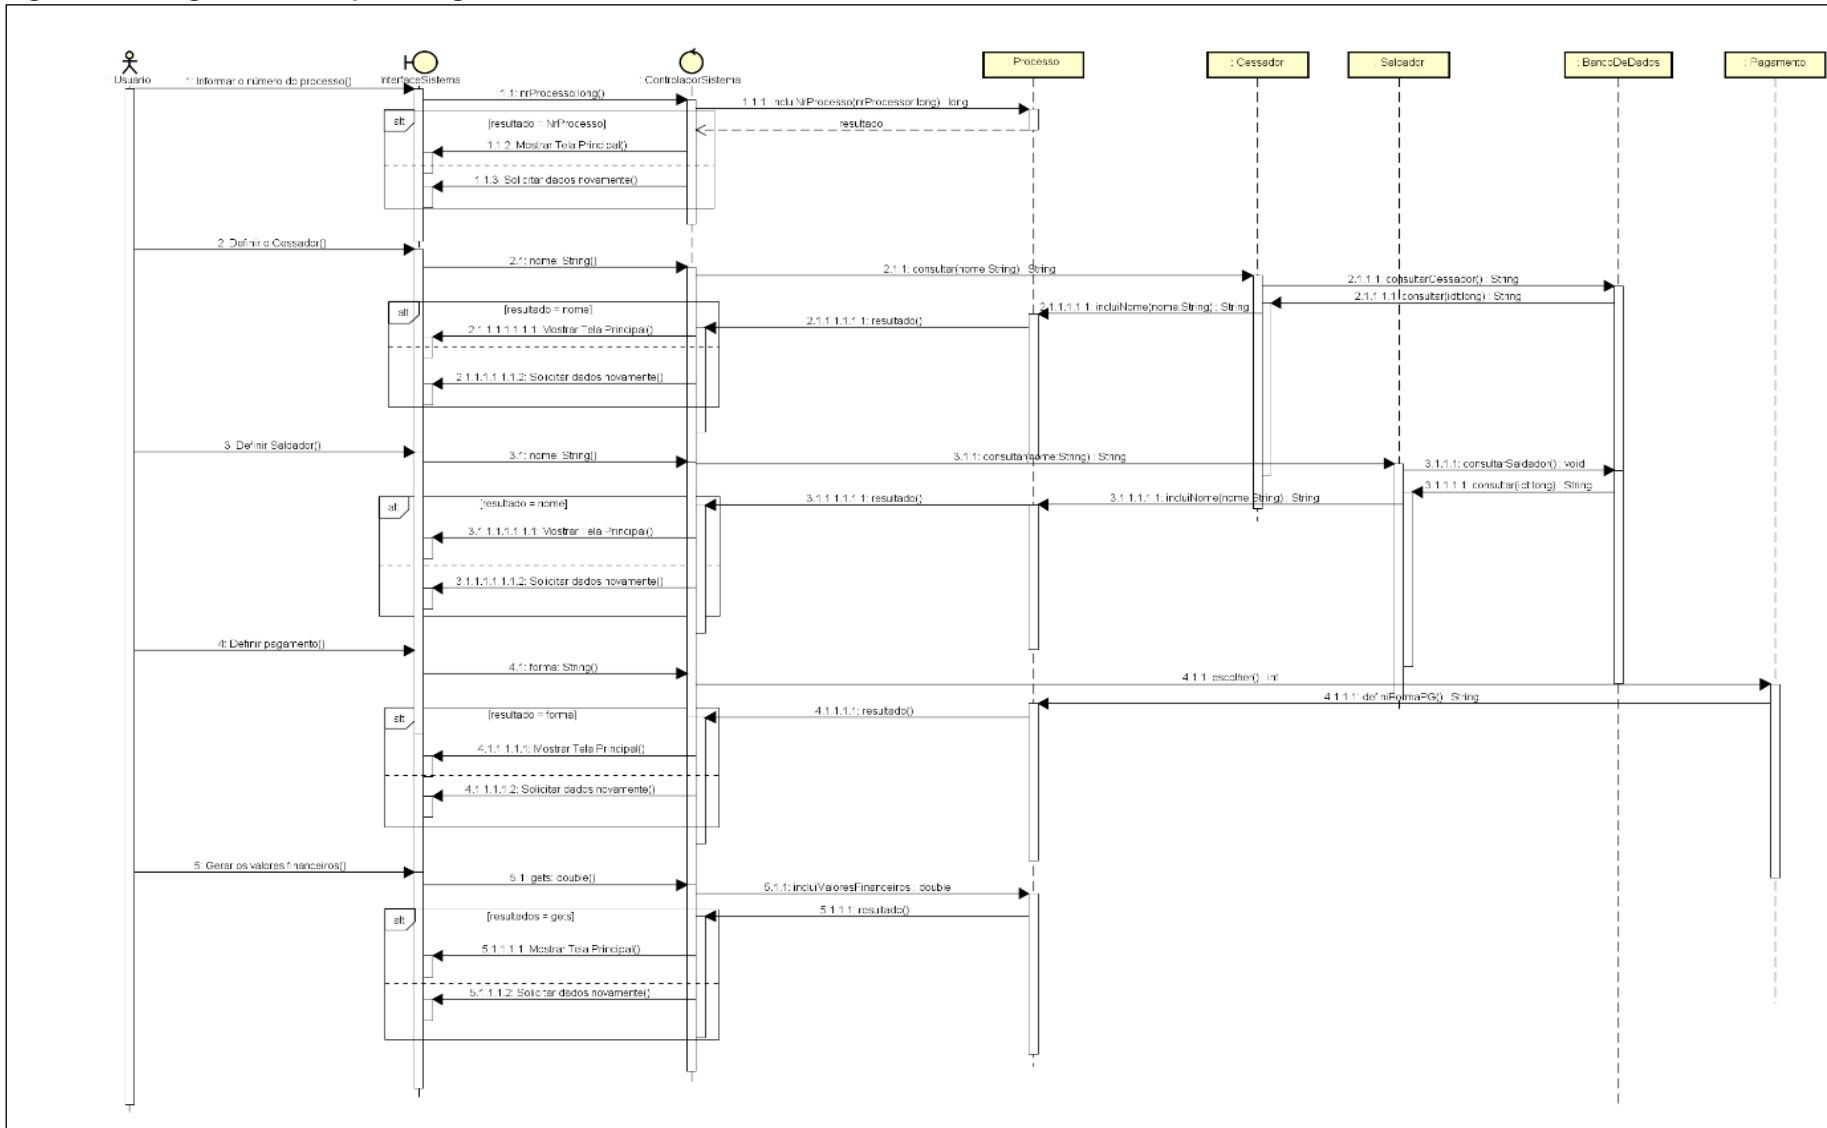 : Usuario
InterfaceSistema
: ControladorSistema
Processo
: Cessador
: Saldador
: BancoDeDados
: Pagamento
1: Informar o número do processo()
1.1: nrProcesso:long()
1.1.1: incluiNrProcesso(nrProcessor:long) : long
alt
[resultado = NrProcesso]
resultado
1.1.2: Mostrar Tela Principal()
1.1.3: Solicitar dados novamente()
2: Definir o Cessador()
2.1: nome: String()
2.1.1: consultar(nome:String) : String
2.1.1.1: consultarCessador() : String
2.1.1.1.1: consultar(idt:long) : String
alt
[resultado = nome]
2.1.1.1.1.1: incluiNome(nome:String) : String
2.1.1.1.1.1.1: resultado()
2.1.1.1.1.1.1.1: Mostrar Tela Principal()
2.1.1.1.1.1.1.2: Solicitar dados novamente()
3: Definir Saldador()
3.1: nome: String()
3.1.1: consultar(nome:String) : String
3.1.1.1: consultarSaldador() : void
3.1.1.1.1: consultar(idt:long) : String
alt
[resultado = nome]
3.1.1.1.1.1.1: resultado()
3.1.1.1.1.1: incluiNome(nome:String) : String
3.1.1.1.1.1.1.1: Mostrar Tela Principal()
3.1.1.1.1.1.1.2: Solicitar dados novamente()
4: Definir pagamento()
4.1: forma: String()
4.1.1: escolher() : int
4.1.1.1: definiFormaPG() : String
alt
[resultado = forma]
4.1.1.1.1: resultado()
4.1.1.1.1.1: Mostrar Tela Principal()
4.1.1.1.1.2: Solicitar dados novamente()
5: Gerar os valores financeiros()
5.1: gets: double()
5.1.1: incluiValoresFinanceiros : double
alt
[resultados = gets]
5.1.1.1: resultado()
5.1.1.1.1: Mostrar Tela Principal()
5.1.1.1.2: Solicitar dados novamente()